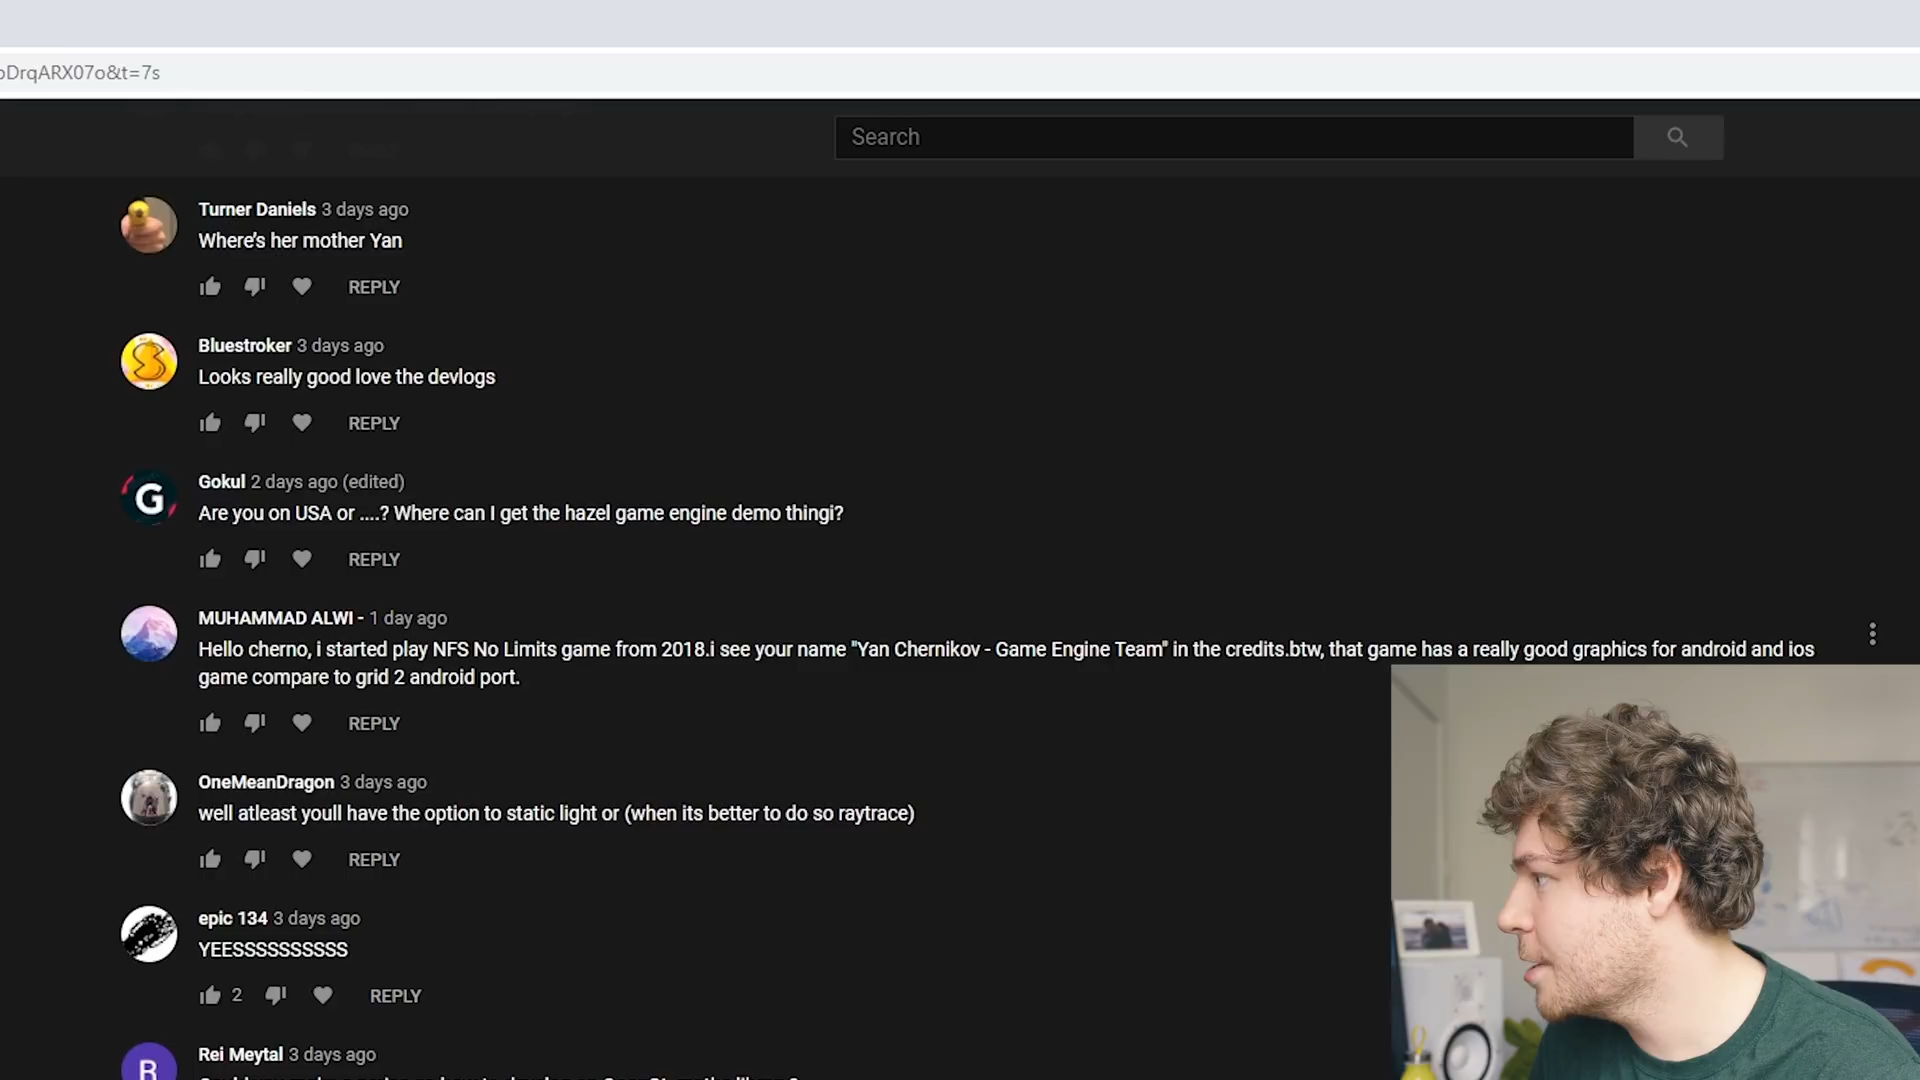 oDrqARX07o&t=7s
Search
Turner Daniels 3 days ago
Where's her mother Yan
REPLY
Bluestroker 3 days ago
Looks really good love the devlogs
REPLY
G
Gokul 2 days ago (edited)
Are you on USA or ....? Where can I get the hazel game engine demo thingi?
REPLY
MUHAMMAD ALWI - 1 day ago
Hello cherno, i started play NFS No Limits game from 2018.i see your name "Yan Chernikov - Game Engine Team" in the credits.btw, that game has a really good graphics for android and ios
game compare to grid 2 android port.
REPLY
OneMeanDragon 3 days ago
well atleast youll have the option to static light or (when its better to do so raytrace)
REPLY
epic 134 3 days ago
YEESSSSSSSSSS
2 REPLY
R
Rei Meytal 3 days ago